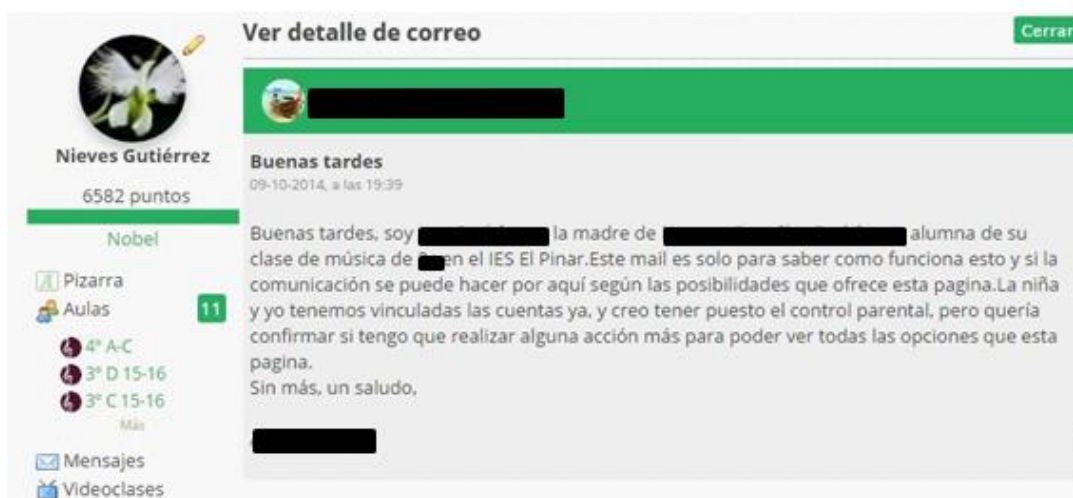 Ver detalle de correo
Cerrar
Nieves Gutiérrez
6582 puntos
Nobel
Pizarra
Aulas
11
4º A-C
3º D 15-16
3º C 15-16
Más
Mensajes
Videoclases
Buenas tardes
09-10-2014, a las 19:39
Buenas tardes, soy la madre de alumna de su
clase de música de en el IES El Pinar.Este mail es solo para saber como funciona esto y si la
comunicación se puede hacer por aquí según las posibilidades que ofrece esta pagina.La niña
y yo tenemos vinculadas las cuentas ya, y creo tener puesto el control parental, pero quería
confirmar si tengo que realizar alguna acción más para poder ver todas las opciones que esta
pagina.
Sin más, un saludo,